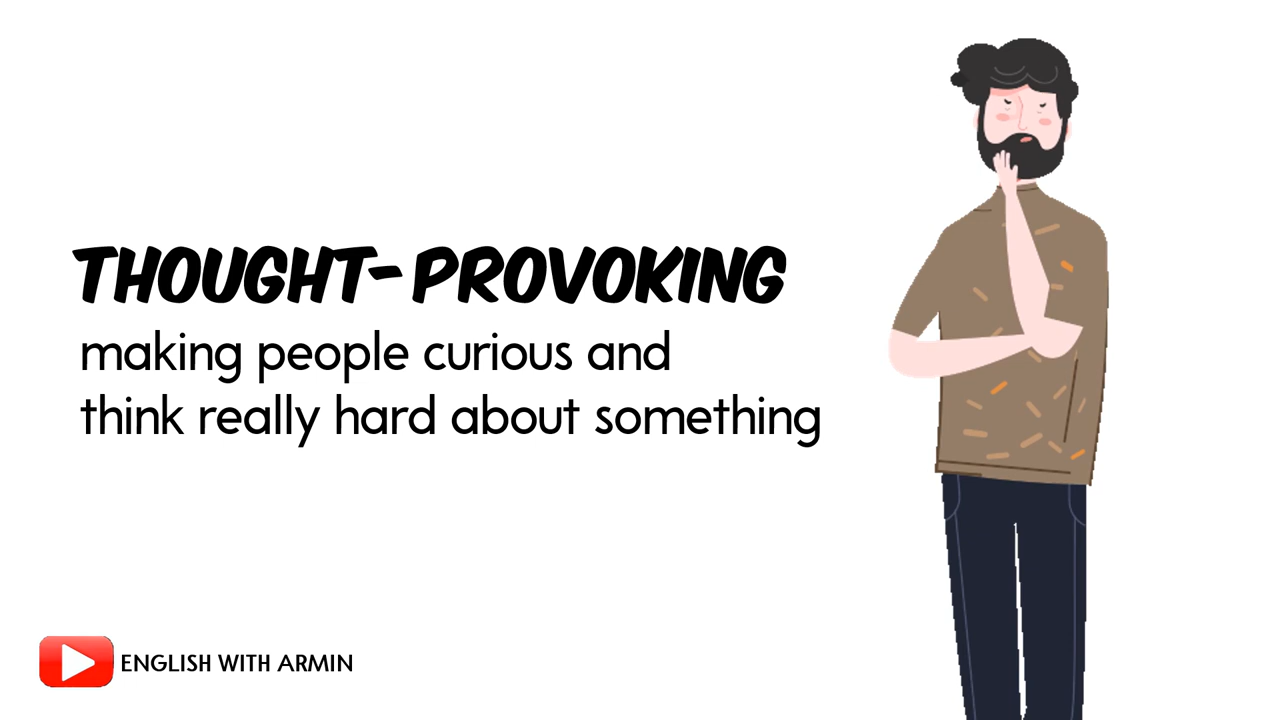 THOUGHT-PROVOKING
making people curious and
think really hard about something
ENGLISH WITH ARMIN